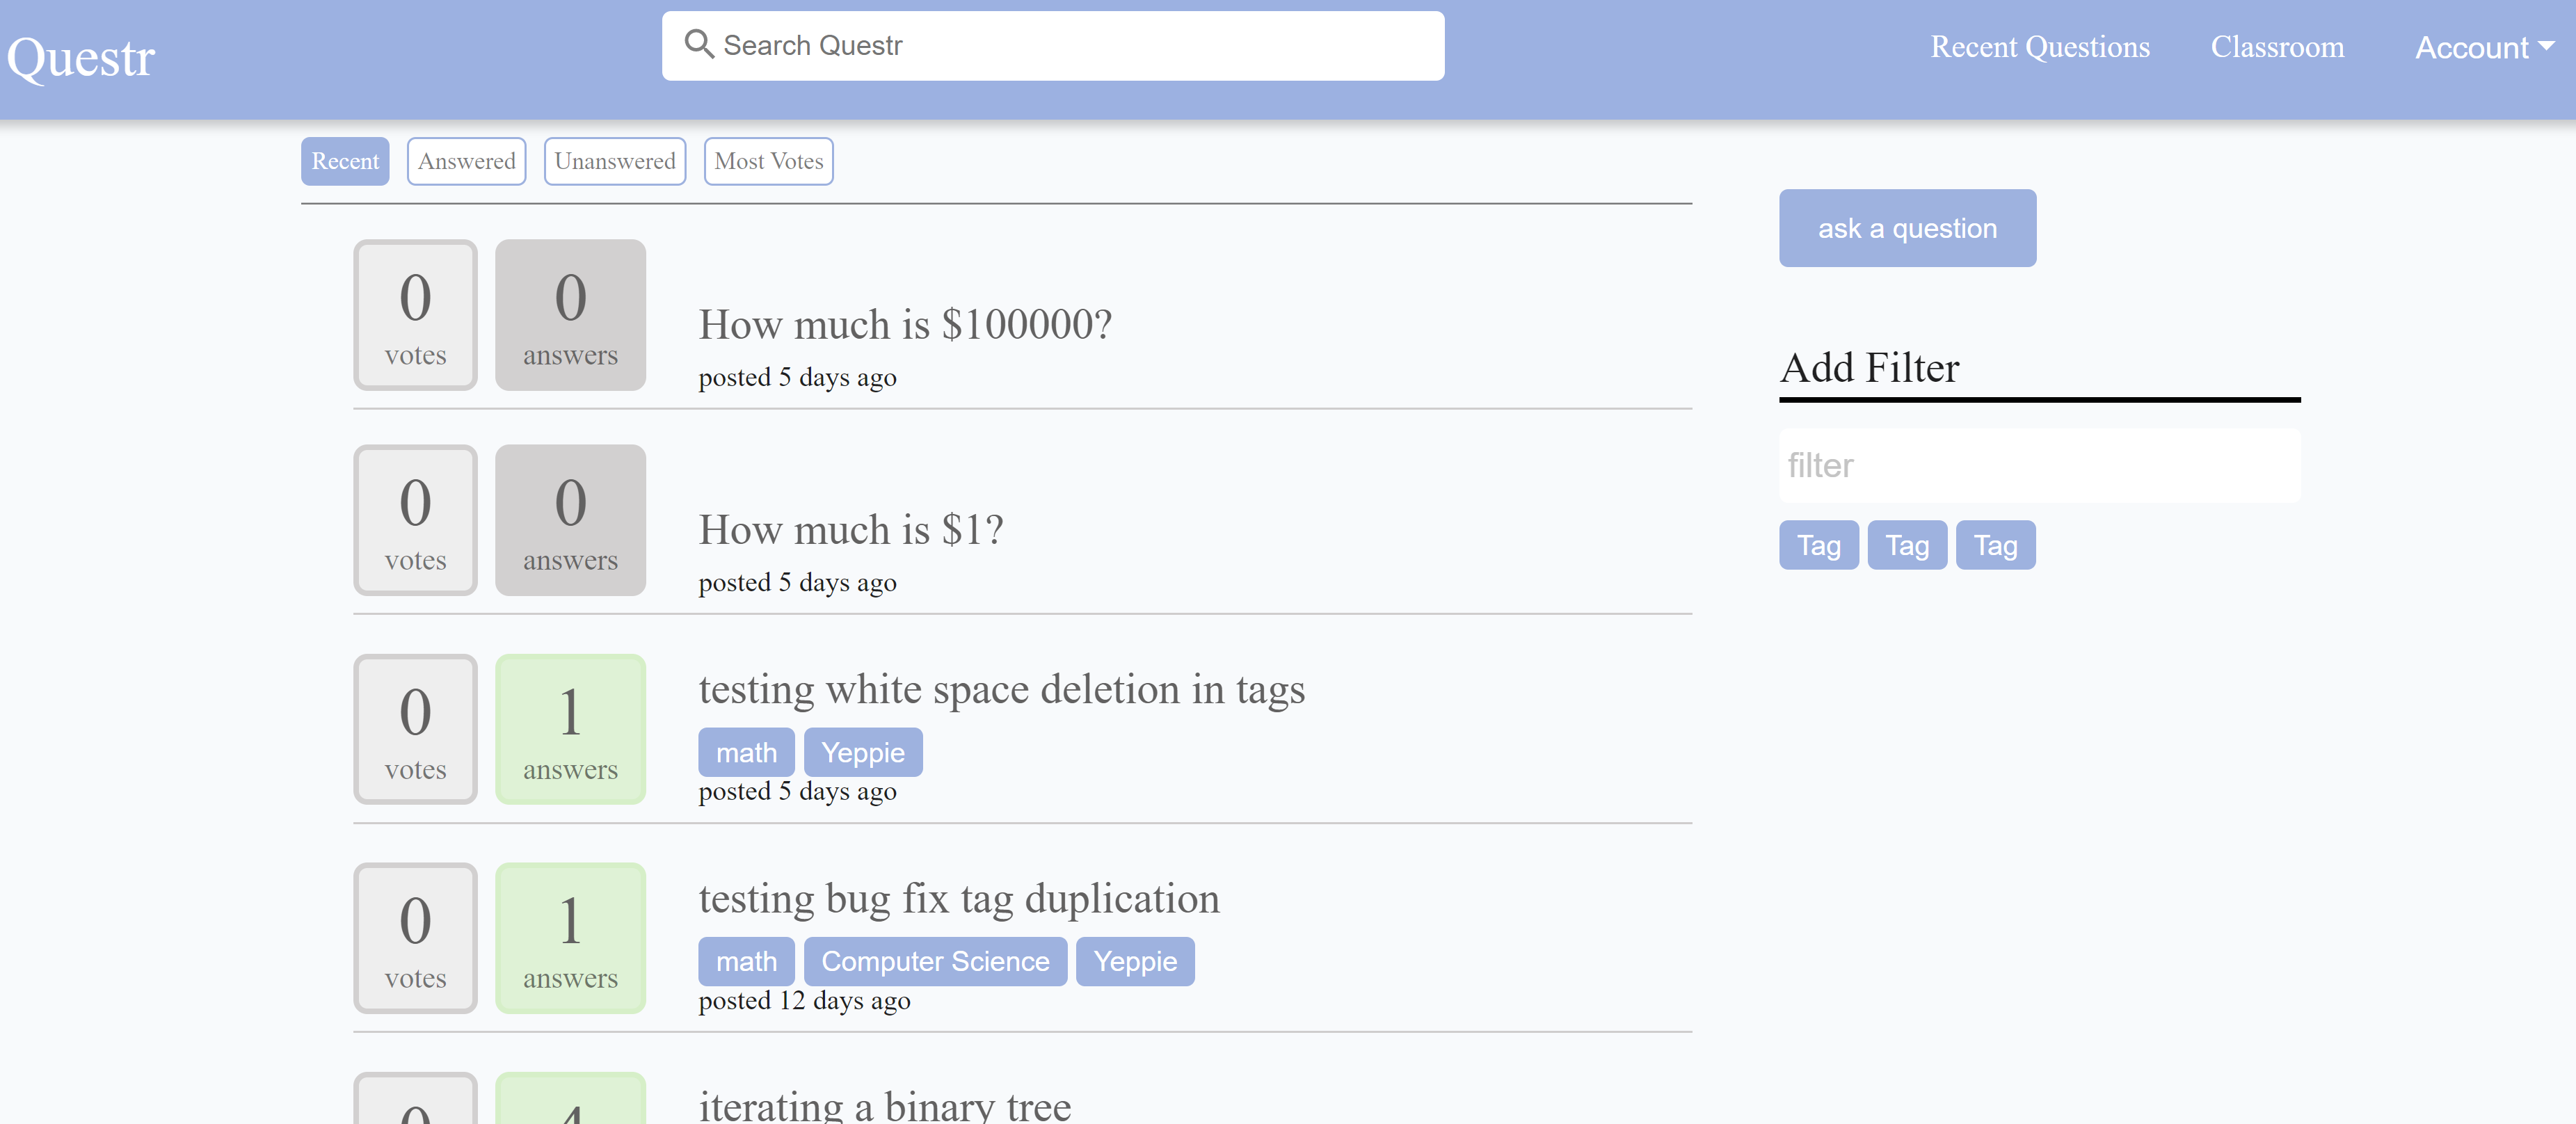 Questr
Search Questr
Recent Questions
Classroom
Account
Recent
Answered
Unanswered
Most Votes
ask a question
Add Filter
filter
Tag Tag Tag
0
votes
0
answers
How much is $100000?
posted 5 days ago
0
votes
0
answers
How much is $1?
posted 5 days ago
0
votes
1
answers
testing white space deletion in tags
math Yeppie
posted 5 days ago
0
votes
1
answers
testing bug fix tag duplication
math Computer Science Yeppie
posted 12 days ago
0
4
iterating a binary tree